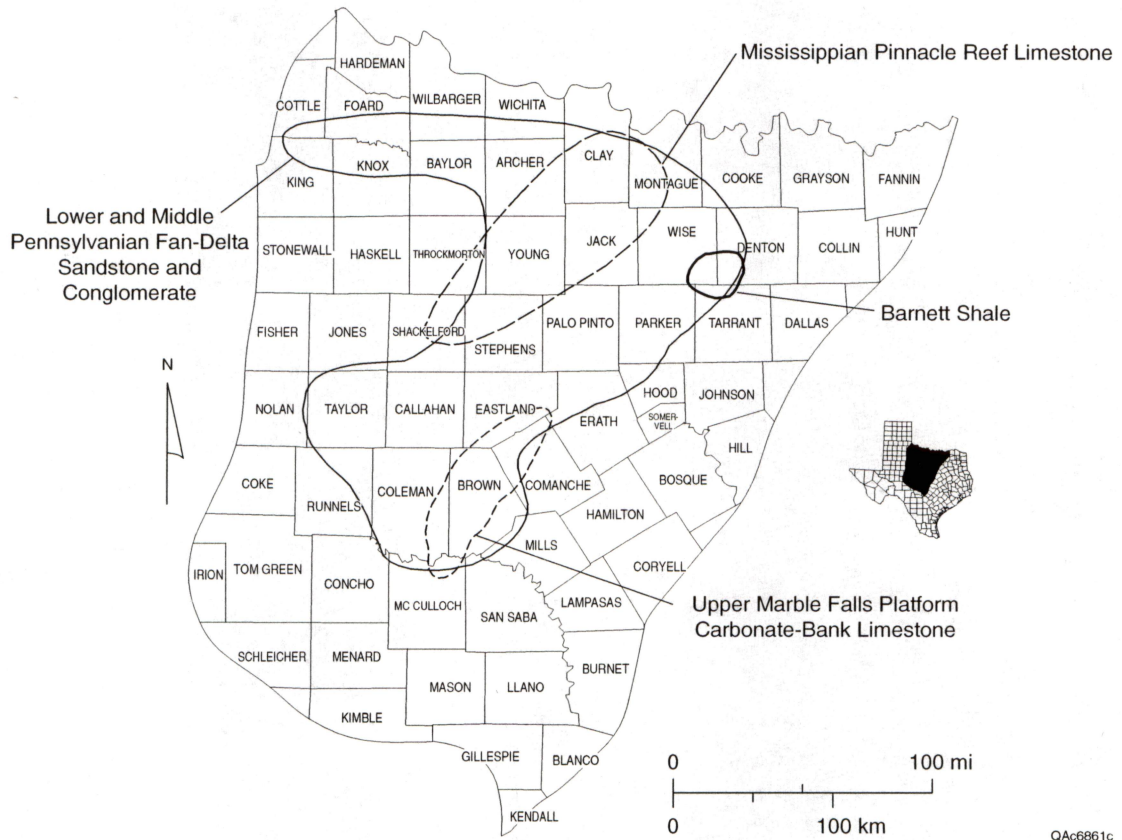 Mississippian Pinnacle Reef Limestone
HARDEMAN
COTTLE
FOARD
WILBARGER
WICHITA
CLAY
KNOX
BAYLOR
ARCHER
KING
MONTAGUE
COOKE
GRAYSON
FANNIN
Lower and Middle
Pennsylvanian Fan-Delta
Sandstone and
Conglomerate
STONEWALL
HASKELL
THROCKMORTON
YOUNG
JACK
WISE
DENTON
COLLIN
HUNT
Barnett Shale
FISHER
JONES
SHACKELFORD
STEPHENS
PALO PINTO
PARKER
TARRANT
DALLAS
N
NOLAN
TAYLOR
CALLAHAN
EASTLAND
ERATH
HOOD
SOMER-
VELL
JOHNSON
HILL
COKE
RUNNELS
COLEMAN
BROWN
COMANCHE
BOSQUE
HAMILTON
MILLS
CORYELL
IRION
TOM GREEN
CONCHO
MC CULLOCH
SAN SABA
LAMPASAS
Upper Marble Falls Platform
Carbonate-Bank Limestone
SCHLEICHER
MENARD
MASON
LLANO
BURNET
KIMBLE
GILLESPIE
BLANCO
KENDALL
0 100 mi
0 100 km
QAc6861c